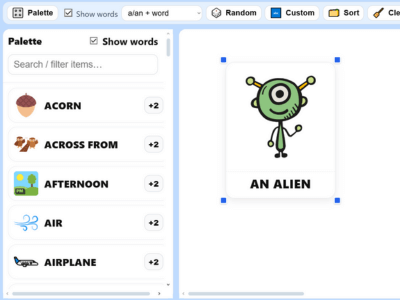 Palette Show words a/an + word Random Custom Sort Cle
Palette Show words
Search / filter items…
ACORN +2
ACROSS FROM +2
AFTERNOON +2
AIR +2
AIRPLANE +2
AN ALIEN